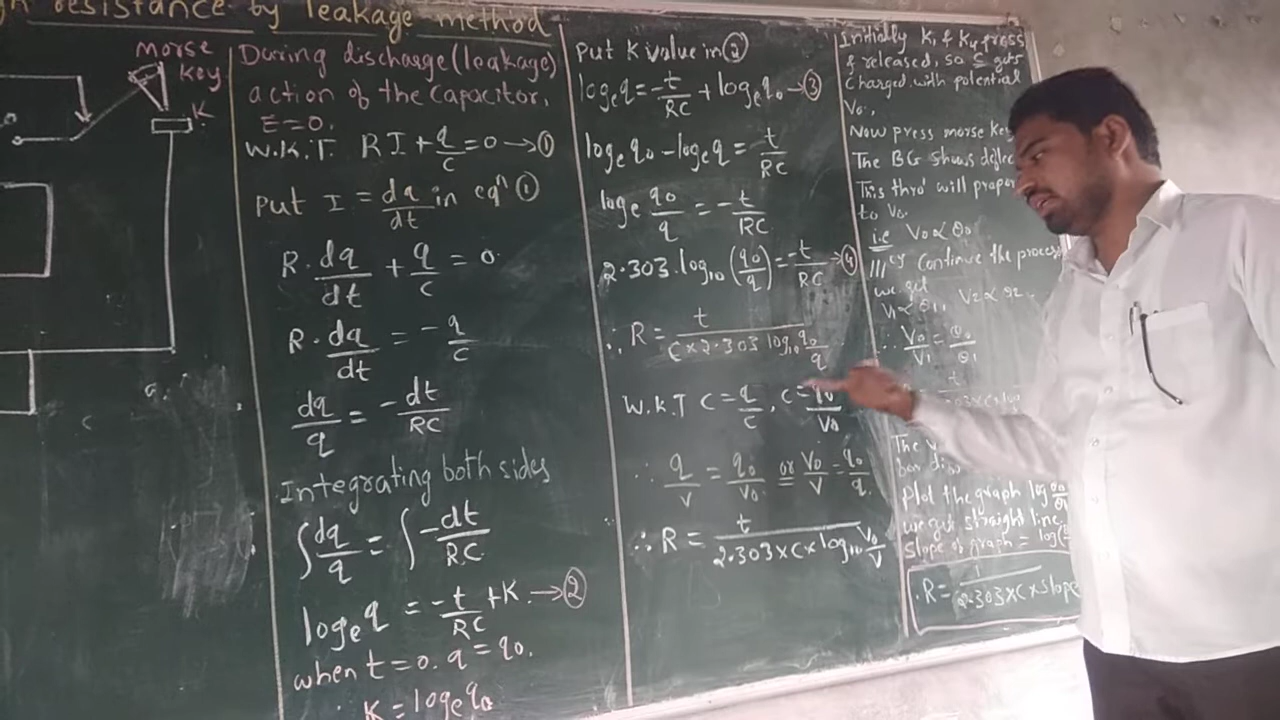 resistance by leakage method
Morse
Key
K
During discharge (leakage)
action of the capacitor,
E=0.
W.K.T. RI + q/c = 0 → ①
Put I = dq/dt in eqⁿ ①
R. dq/dt + q/c = 0
R. dq/dt = - q/c
dq/q = - dt/RC
Integrating both sides
∫ dq/q = ∫ -dt/RC
logₑ q = -t/RC + K → ②
when t=0. q = q₀.
∴ K = logₑ q₀
Put K value in ②
logₑ q = -t/RC + logₑ q₀ → ③
logₑ q₀ - logₑ q = t/RC
logₑ q₀/q = - t/RC
2.303. log₁₀ (q₀/q) = -t/RC → ④
∴ R = t/(C×2.303 log₁₀ q₀/q)
W.K.T C = q/c, C = q₀/V₀
∴ q/V = q₀/V₀ or V₀/V = q₀/q.
∴ R = t/(2.303×C×log₁₀ V₀/V)
Initially K₁ & K₄ press
& released, so C gets
charged with potential
V₀.
Now press morse key
The BG shows
This will
to V₀.
i.e V₀ ∝ θ₀
lllly Continue the process
we get
V₁ ∝ θ₁, V₂ ∝ θ₂.
∴ V₀/V₁ = θ₀/θ₁
t
The
Plot the graph log
we get straight line
slope of graph = log(
R = 1/(2.303×C×slope